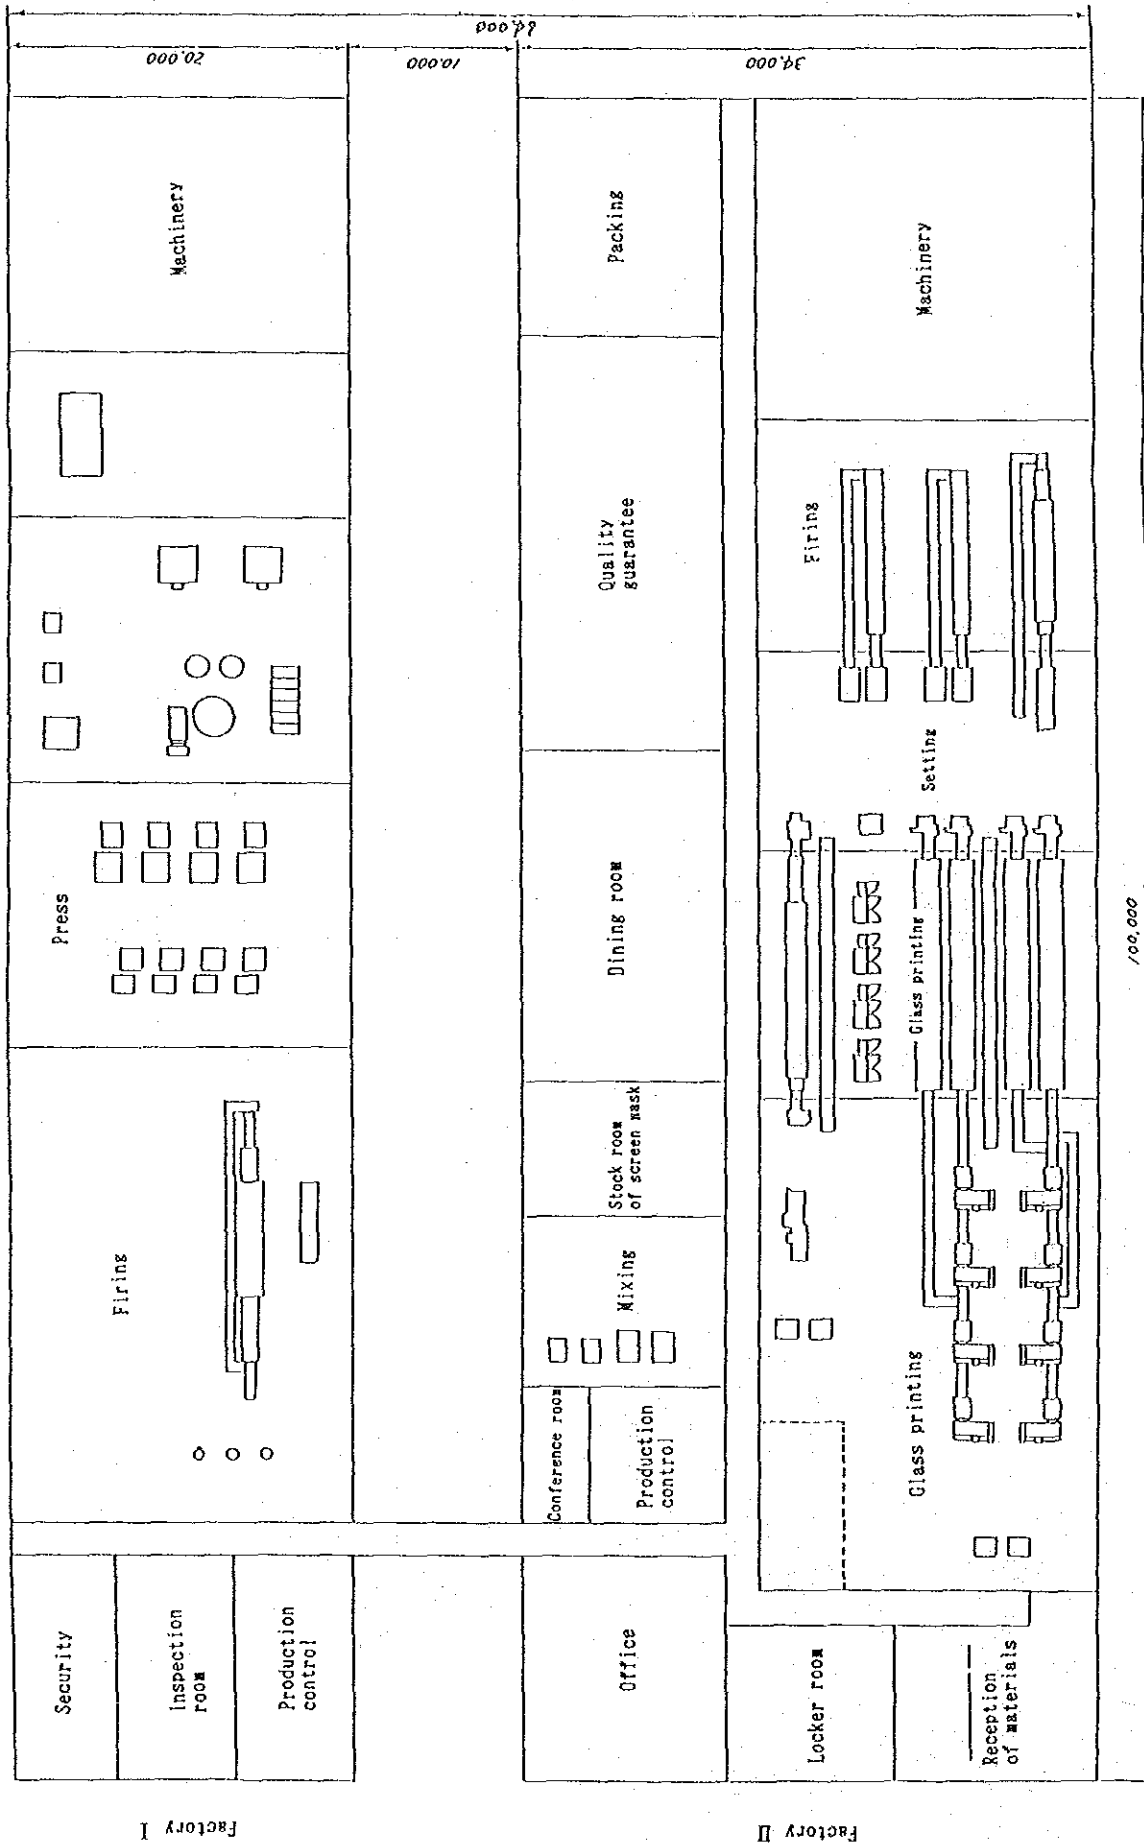 Factory I
Security
Inspection
room
Production
control
Firing
Press
Machinery
20,000
10,000
64,000
34,000
Factory II
Office
Conference room
Production
control
Mixing
Stock room
of screen mask
Dining room
Quality
guarantee
Packing
Locker room
Reception
of materials
Glass printing
Glass printing
Setting
Firing
Machinery
100,000